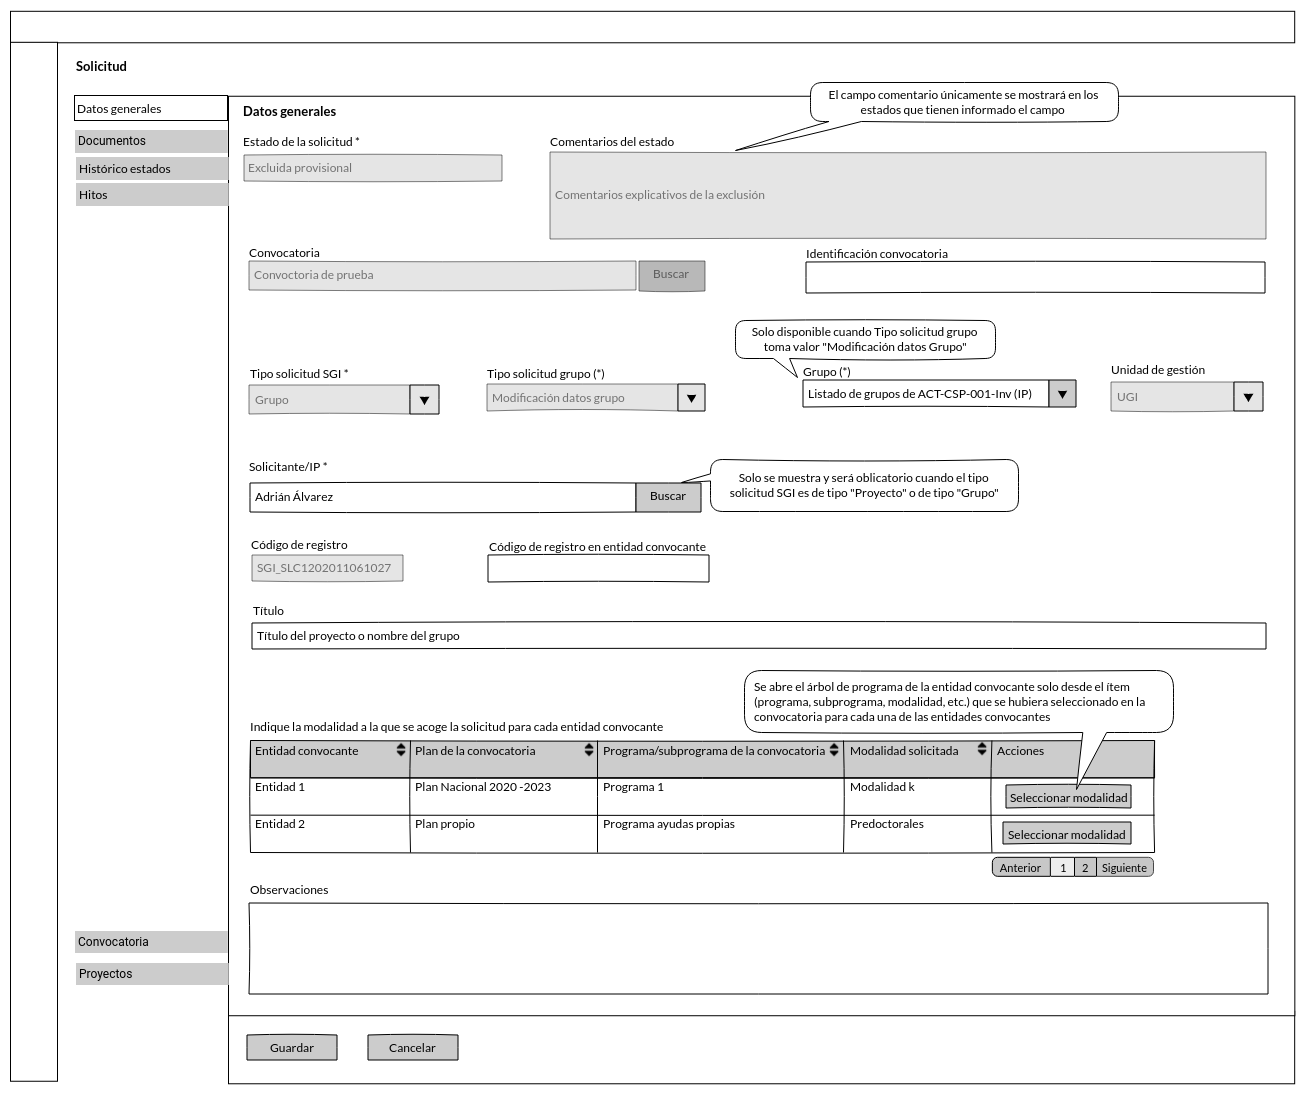 Solicitud
Datos generales
Documentos
Histórico estados
Hitos
Convocatoria
Proyectos
Datos generales
El campo comentario únicamente se mostrará en los
estados que tienen informado el campo
Estado de la solicitud *
Excluida provisional
Comentarios del estado
Comentarios explicativos de la exclusión
Convocatoria
Convoctoria de prueba
Buscar
Identificación convocatoria
Solo disponible cuando Tipo solicitud grupo
toma valor "Modificación datos Grupo"
Tipo solicitud SGI *
Grupo
Tipo solicitud grupo (*)
Modificación datos grupo
Grupo (*)
Listado de grupos de ACT-CSP-001-Inv (IP)
Unidad de gestión
UGI
Solicitante/IP *
Adrián Álvarez
Buscar
Solo se muestra y será oblicatorio cuando el tipo
solicitud SGI es de tipo "Proyecto" o de tipo "Grupo"
Código de registro
SGI_SLC1202011061027
Código de registro en entidad convocante
Título
Título del proyecto o nombre del grupo
Se abre el árbol de programa de la entidad convocante solo desde el ítem
(programa, subprograma, modalidad, etc.) que se hubiera seleccionado en la
convocatoria para cada una de las entidades convocantes
Indique la modalidad a la que se acoge la solicitud para cada entidad convocante
Entidad convocante Plan de la convocatoria Programa/subprograma de la convocatoria Modalidad solicitada Acciones
Entidad 1 Plan Nacional 2020 -2023 Programa 1 Modalidad k Seleccionar modalidad
Entidad 2 Plan propio Programa ayudas propias Predoctorales Seleccionar modalidad
Anterior 1 2 Siguiente
Observaciones
Guardar
Cancelar